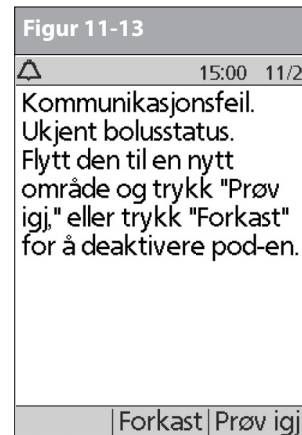 Figur 11-13
15:00 11/2
Kommunikasjonsfeil.
Ukjent bolusstatus.
Flytt den til en nytt
område og trykk "Prøv
igj," eller trykk "Forkast"
for å deaktivere pod-en.
Forkast Prøv igj